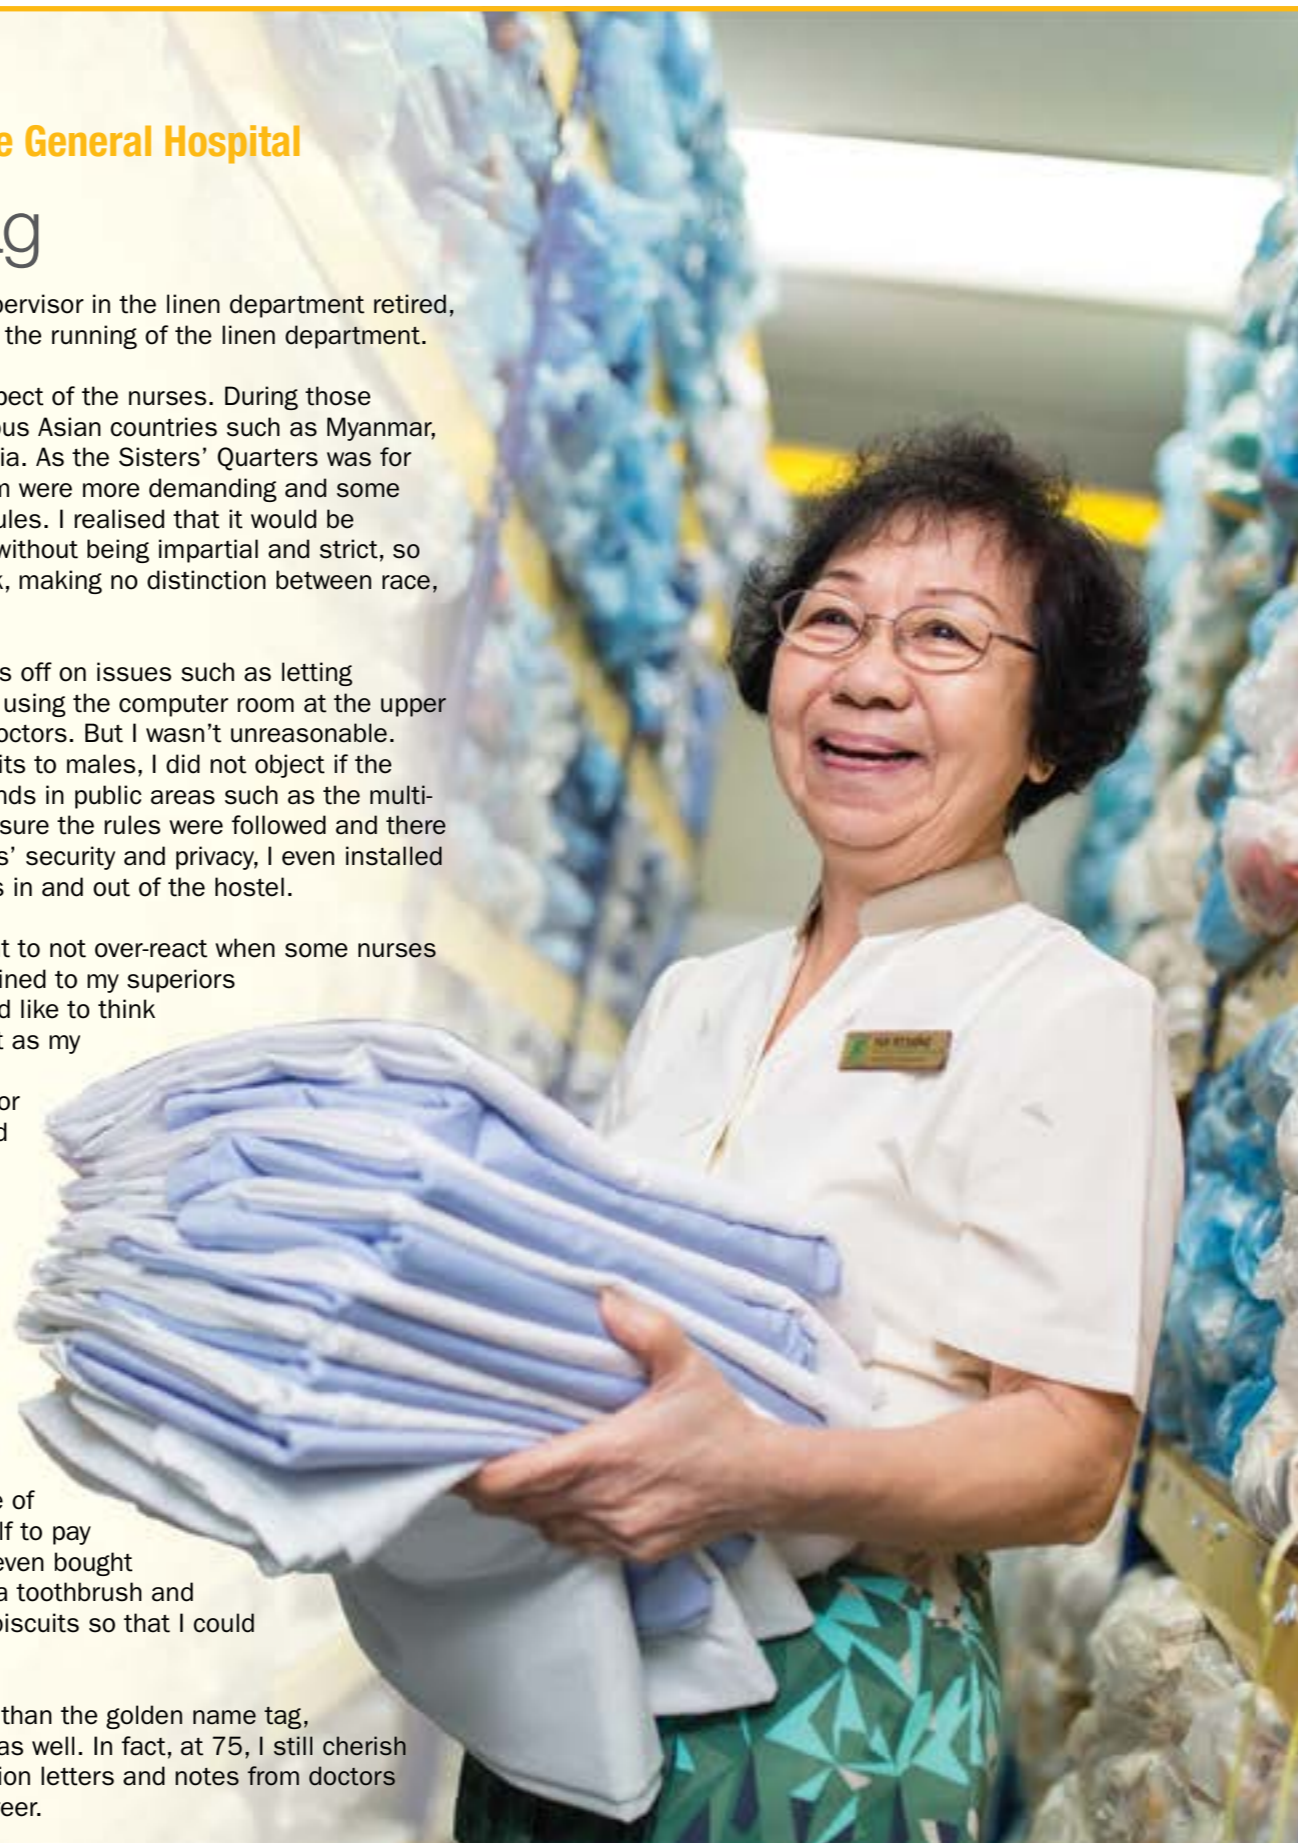 e General Hospital
ag
pervisor in the linen department retired,
the running of the linen department.
pect of the nurses. During those
ous Asian countries such as Myanmar,
ia. As the Sisters’ Quarters was for
m were more demanding and some
ules. I realised that it would be
without being impartial and strict, so
k, making no distinction between race,
s off on issues such as letting
using the computer room at the upper
octors. But I wasn’t unreasonable.
its to males, I did not object if the
nds in public areas such as the multi-
sure the rules were followed and there
s’ security and privacy, I even installed
s in and out of the hostel.
t to not over-react when some nurses
ined to my superiors
d like to think
t as my
or
d
e of
lf to pay
even bought
a toothbrush and
biscuits so that I could
than the golden name tag,
as well. In fact, at 75, I still cherish
ion letters and notes from doctors
eer.